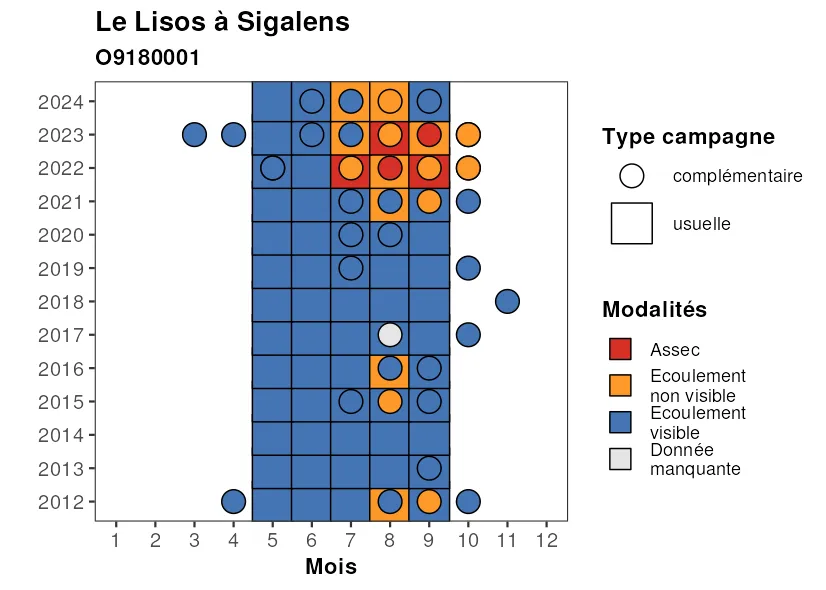 Le Lisos à Sigalens
O9180001
2024
2023
2022
2021
2020
2019
2018
2017
2016
2015
2014
2013
2012
1 2 3 4 5 6 7 8 9 10 11 12
Mois
Type campagne
complémentaire
usuelle
Modalités
Assec
Ecoulement
non visible
Ecoulement
visible
Donnée
manquante